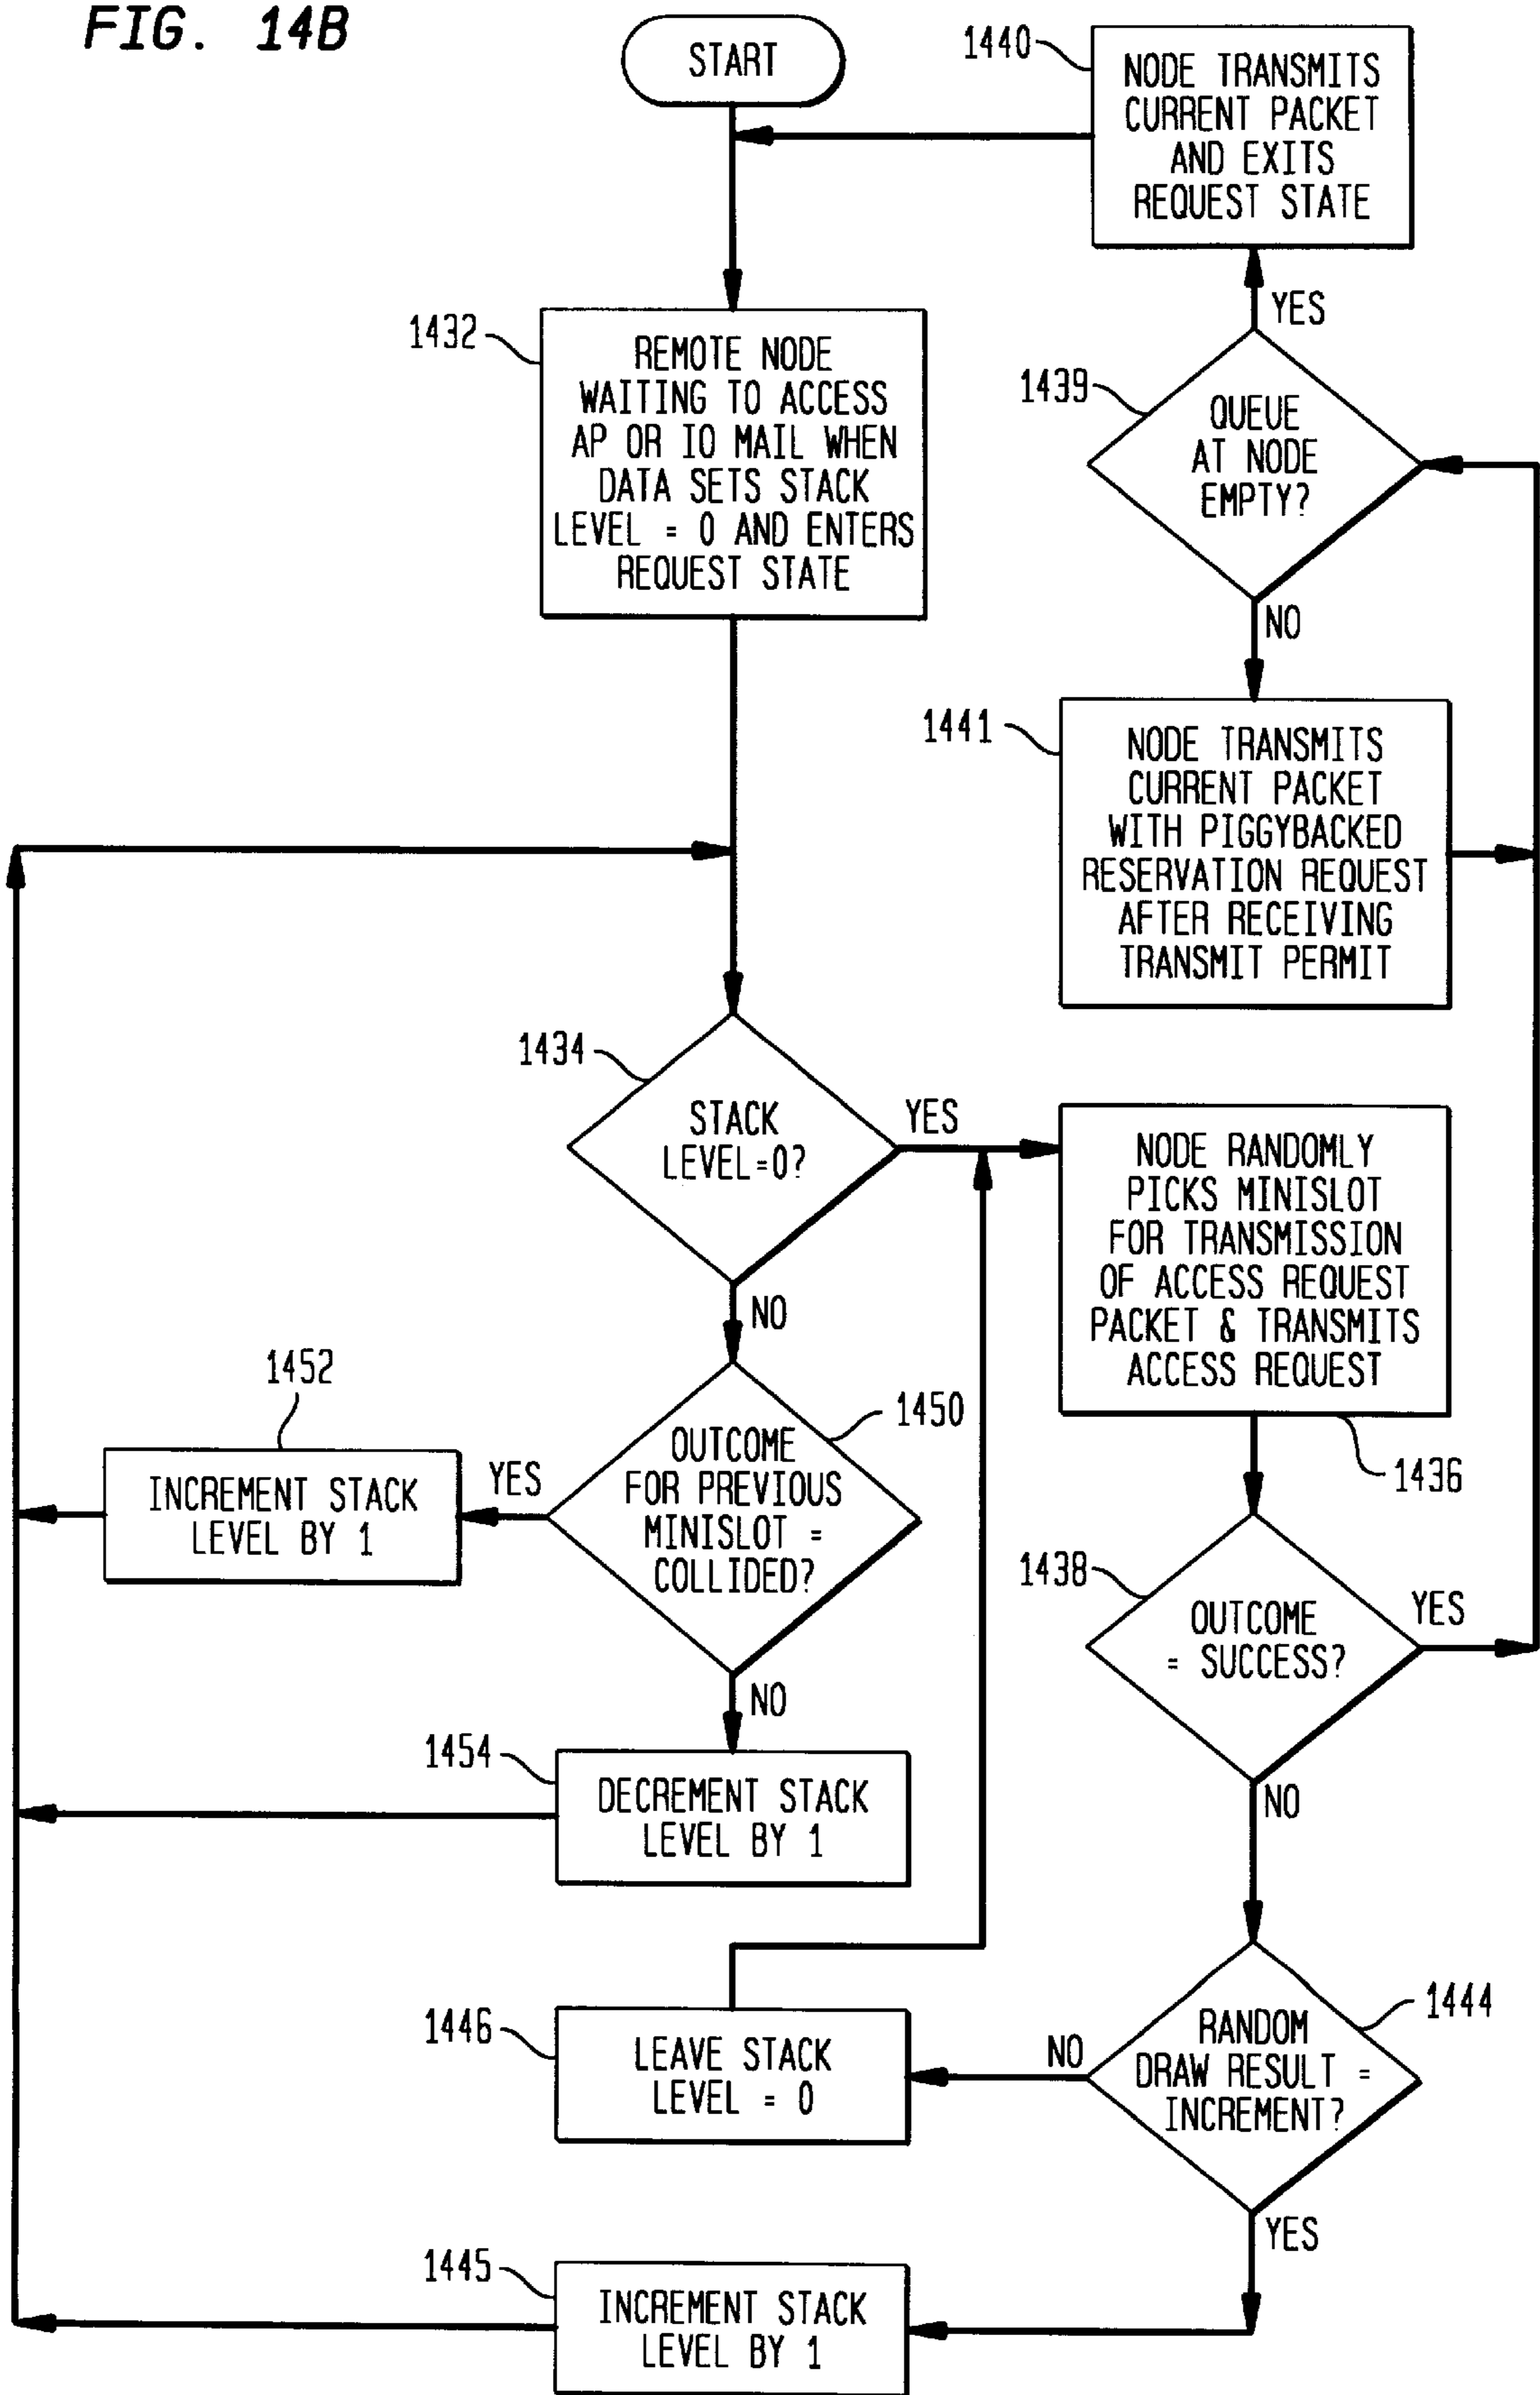 FIG. 14B
START
1440
NODE TRANSMITS
CURRENT PACKET
AND EXITS
REQUEST STATE
YES
1432
REMOTE NODE
WAITING TO ACCESS
AP OR IO MAIL WHEN
DATA SETS STACK
LEVEL = 0 AND ENTERS
REQUEST STATE
1439
QUEUE
AT NODE
EMPTY?
NO
1441
NODE TRANSMITS
CURRENT PACKET
WITH PIGGYBACKED
RESERVATION REQUEST
AFTER RECEIVING
TRANSMIT PERMIT
1434
STACK
LEVEL=0?
YES
NO
NODE RANDOMLY
PICKS MINISLOT
FOR TRANSMISSION
OF ACCESS REQUEST
PACKET & TRANSMITS
ACCESS REQUEST
1436
1452
INCREMENT STACK
LEVEL BY 1
YES
1450
OUTCOME
FOR PREVIOUS
MINISLOT =
COLLIDED?
NO
1438
OUTCOME
= SUCCESS?
YES
NO
1454
DECREMENT STACK
LEVEL BY 1
1446
LEAVE STACK
LEVEL = 0
NO
1444
RANDOM
DRAW RESULT =
INCREMENT?
YES
1445
INCREMENT STACK
LEVEL BY 1